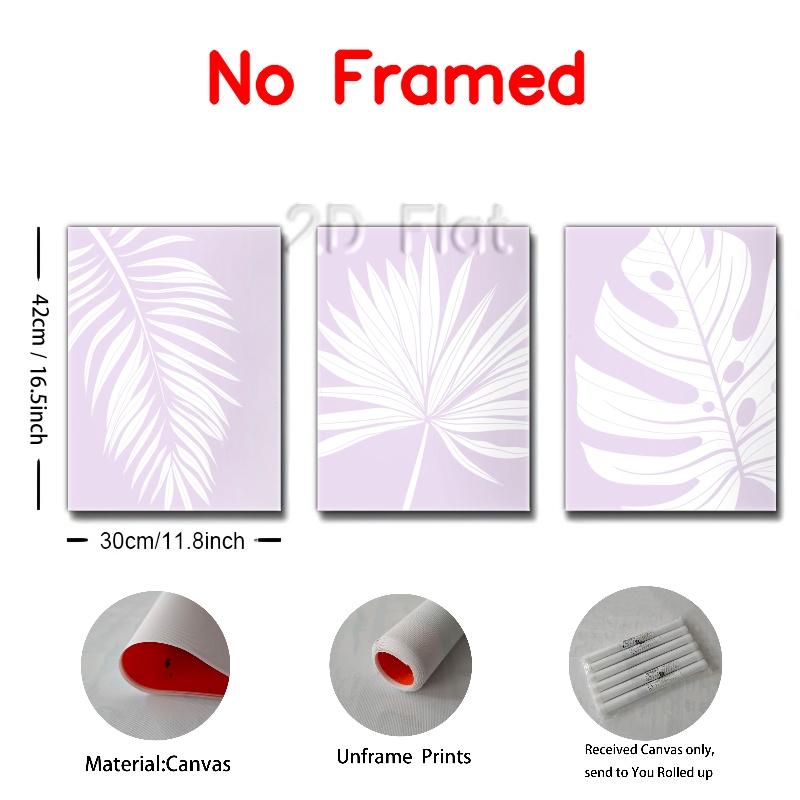 No Framed
2D Flat
42cm / 16.5inch
30cm/11.8inch
Material:Canvas
Unframe Prints
Received Canvas only,
send to You Rolled up